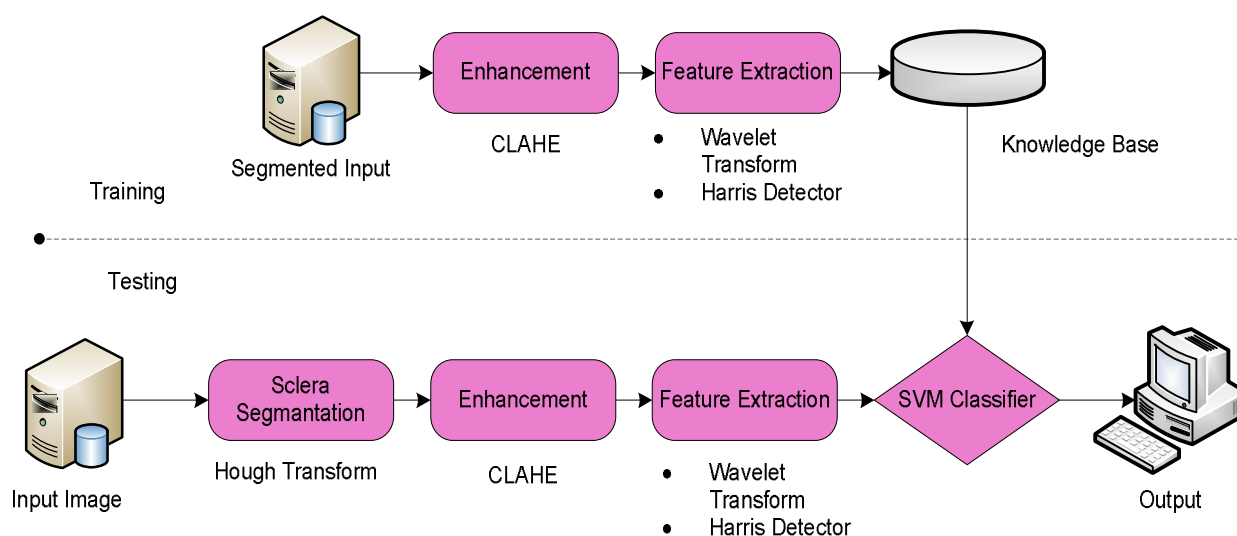 Enhancement
Feature Extraction
CLAHE
• Wavelet
Transform
• Harris Detector
Knowledge Base
Segmented Input
Training
Testing
Sclera
Segmantation
Enhancement
Feature Extraction
SVM Classifier
Hough Transform
CLAHE
• Wavelet
Transform
• Harris Detector
Input Image
Output